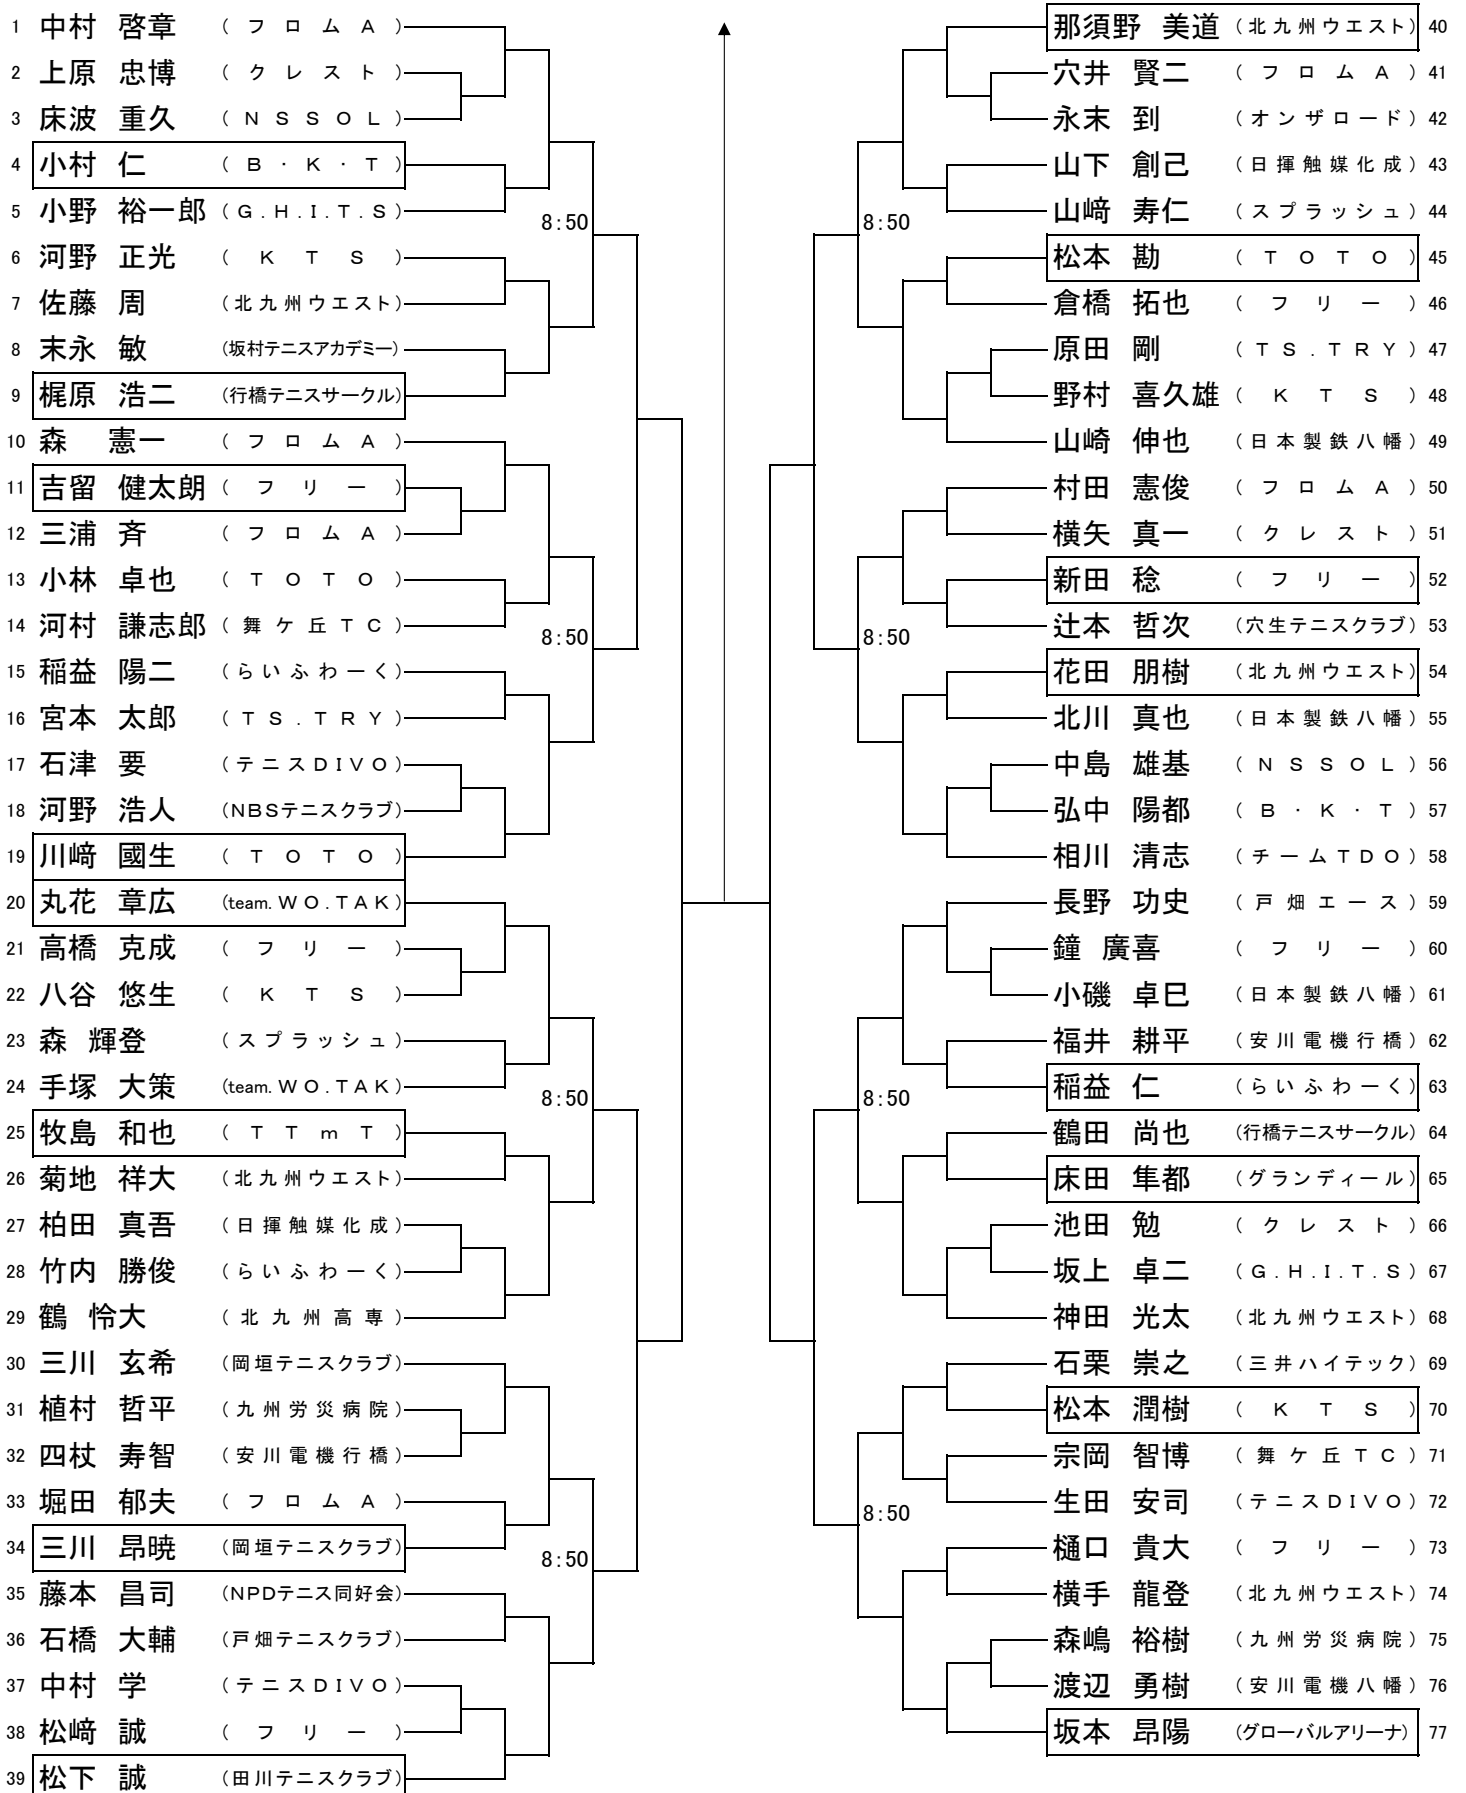 1 中村 啓章 (フロムA)
2 上原 忠博 (クレスト)
3 床波 重久 (NSSOL)
4 小村 仁 (B・K・T)
5 小野 裕一郎 (G.H.I.T.S)
8:50
6 河野 正光 (KTS)
7 佐藤 周 (北九州ウエスト)
8 末永 敏 (坂村テニスアカデミー)
9 梶原 浩二 (行橋テニスサークル)
10 森 憲一 (フロムA)
11 吉留 健太朗 (フリー)
12 三浦 斉 (フロムA)
13 小林 卓也 (TOTO)
14 河村 謙志郎 (舞ケ丘TC)
8:50
15 稲益 陽二 (らいふわーく)
16 宮本 太郎 (TS.TRY)
17 石津 要 (テニスDIVO)
18 河野 浩人 (NBSテニスクラブ)
19 川﨑 國生 (TOTO)
20 丸花 章広 (team.WO.TAK)
21 高橋 克成 (フリー)
22 八谷 悠生 (KTS)
23 森 輝登 (スプラッシュ)
24 手塚 大策 (team.WO.TAK)
8:50
25 牧島 和也 (TTmT)
26 菊地 祥大 (北九州ウエスト)
27 柏田 真吾 (日揮触媒化成)
28 竹内 勝俊 (らいふわーく)
29 鶴 怜大 (北九州高専)
30 三川 玄希 (岡垣テニスクラブ)
31 植村 哲平 (九州労災病院)
32 四杖 寿智 (安川電機行橋)
33 堀田 郁夫 (フロムA)
34 三川 昂暁 (岡垣テニスクラブ)
8:50
35 藤本 昌司 (NPDテニス同好会)
36 石橋 大輔 (戸畑テニスクラブ)
37 中村 学 (テニスDIVO)
38 松﨑 誠 (フリー)
39 松下 誠 (田川テニスクラブ)
那須野 美道 (北九州ウエスト) 40
穴井 賢二 (フロムA) 41
永末 到 (オンザロード) 42
山下 創己 (日揮触媒化成) 43
山﨑 寿仁 (スプラッシュ) 44
8:50
松本 勘 (TOTO) 45
倉橋 拓也 (フリー) 46
原田 剛 (TS.TRY) 47
野村 喜久雄 (KTS) 48
山崎 伸也 (日本製鉄八幡) 49
村田 憲俊 (フロムA) 50
横矢 真一 (クレスト) 51
新田 稔 (フリー) 52
辻本 哲次 (穴生テニスクラブ) 53
8:50
花田 朋樹 (北九州ウエスト) 54
北川 真也 (日本製鉄八幡) 55
中島 雄基 (NSSOL) 56
弘中 陽都 (B・K・T) 57
相川 清志 (チームTDO) 58
長野 功史 (戸畑エース) 59
鐘 廣喜 (フリー) 60
小磯 卓巳 (日本製鉄八幡) 61
福井 耕平 (安川電機行橋) 62
稲益 仁 (らいふわーく) 63
8:50
鶴田 尚也 (行橋テニスサークル) 64
床田 隼都 (グランディール) 65
池田 勉 (クレスト) 66
坂上 卓二 (G.H.I.T.S) 67
神田 光太 (北九州ウエスト) 68
石栗 崇之 (三井ハイテック) 69
松本 潤樹 (KTS) 70
宗岡 智博 (舞ケ丘TC) 71
生田 安司 (テニスDIVO) 72
8:50
樋口 貴大 (フリー) 73
横手 龍登 (北九州ウエスト) 74
森嶋 裕樹 (九州労災病院) 75
渡辺 勇樹 (安川電機八幡) 76
坂本 昂陽 (グローバルアリーナ) 77